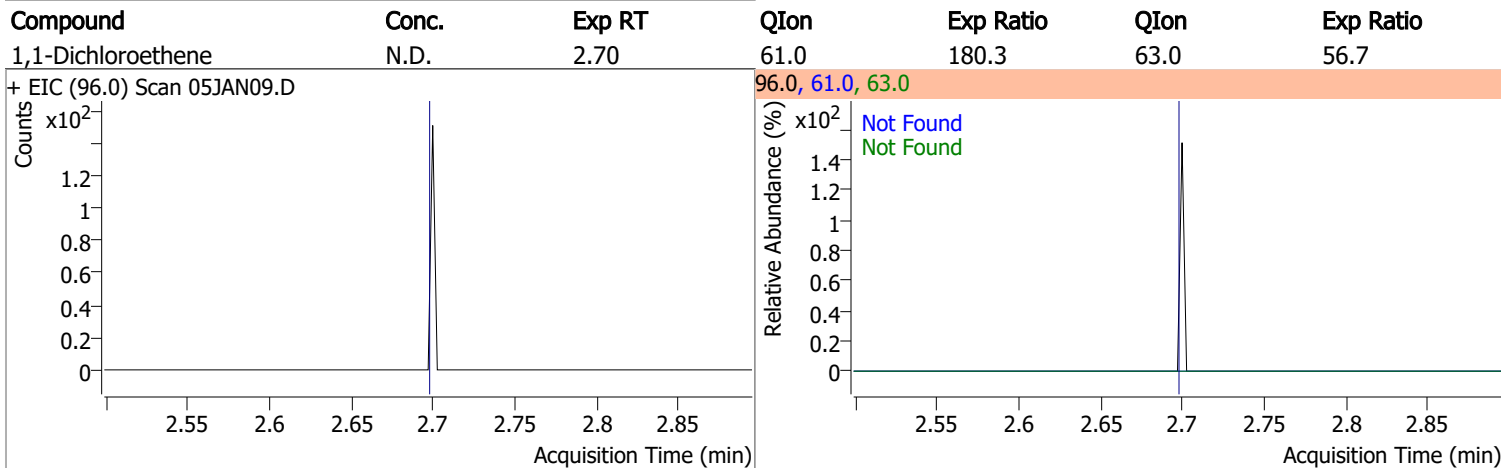 Compound Conc. Exp RT QIon Exp Ratio QIon Exp Ratio
1,1-Dichloroethene N.D. 2.70 61.0 180.3 63.0 56.7
+ EIC (96.0) Scan 05JAN09.D
Counts
x10²
1.2
1
0.8
0.6
0.4
0.2
0
2.55 2.6 2.65 2.7 2.75 2.8 2.85
Acquisition Time (min)
96.0, 61.0, 63.0
Relative Abundance (%)
x10²
Not Found
Not Found
1.4
1.2
1
0.8
0.6
0.4
0.2
0
2.55 2.6 2.65 2.7 2.75 2.8 2.85
Acquisition Time (min)